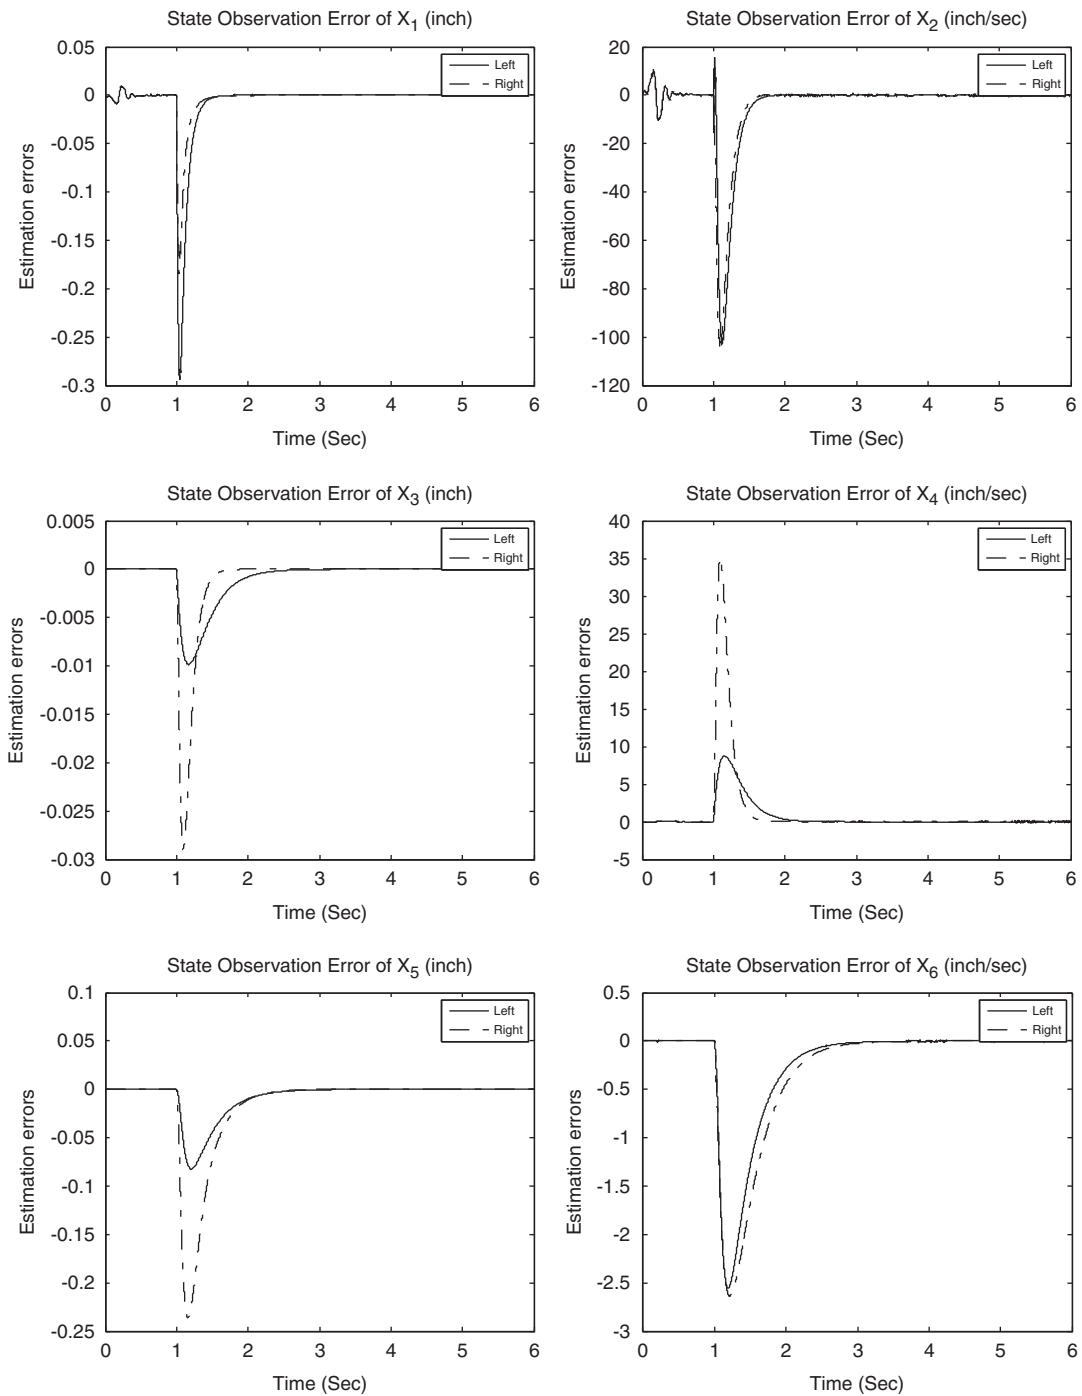 State Observation Error of X1 (inch)
0.05
0
-0.05
-0.1
-0.15
-0.2
-0.25
-0.3
Estimation errors
Left
Right
0 1 2 3 4 5 6
Time (Sec)
State Observation Error of X2 (inch/sec)
20
0
-20
-40
-60
-80
-100
-120
Estimation errors
Left
Right
0 1 2 3 4 5 6
Time (Sec)
State Observation Error of X3 (inch)
0.005
0
-0.005
-0.01
-0.015
-0.02
-0.025
-0.03
Estimation errors
Left
Right
0 1 2 3 4 5 6
Time (Sec)
State Observation Error of X4 (inch/sec)
40
35
30
25
20
15
10
5
0
-5
Estimation errors
Left
Right
0 1 2 3 4 5 6
Time (Sec)
State Observation Error of X5 (inch)
0.1
0.05
0
-0.05
-0.1
-0.15
-0.2
-0.25
Estimation errors
Left
Right
0 1 2 3 4 5 6
Time (Sec)
State Observation Error of X6 (inch/sec)
0.5
0
-0.5
-1
-1.5
-2
-2.5
-3
Estimation errors
Left
Right
0 1 2 3 4 5 6
Time (Sec)